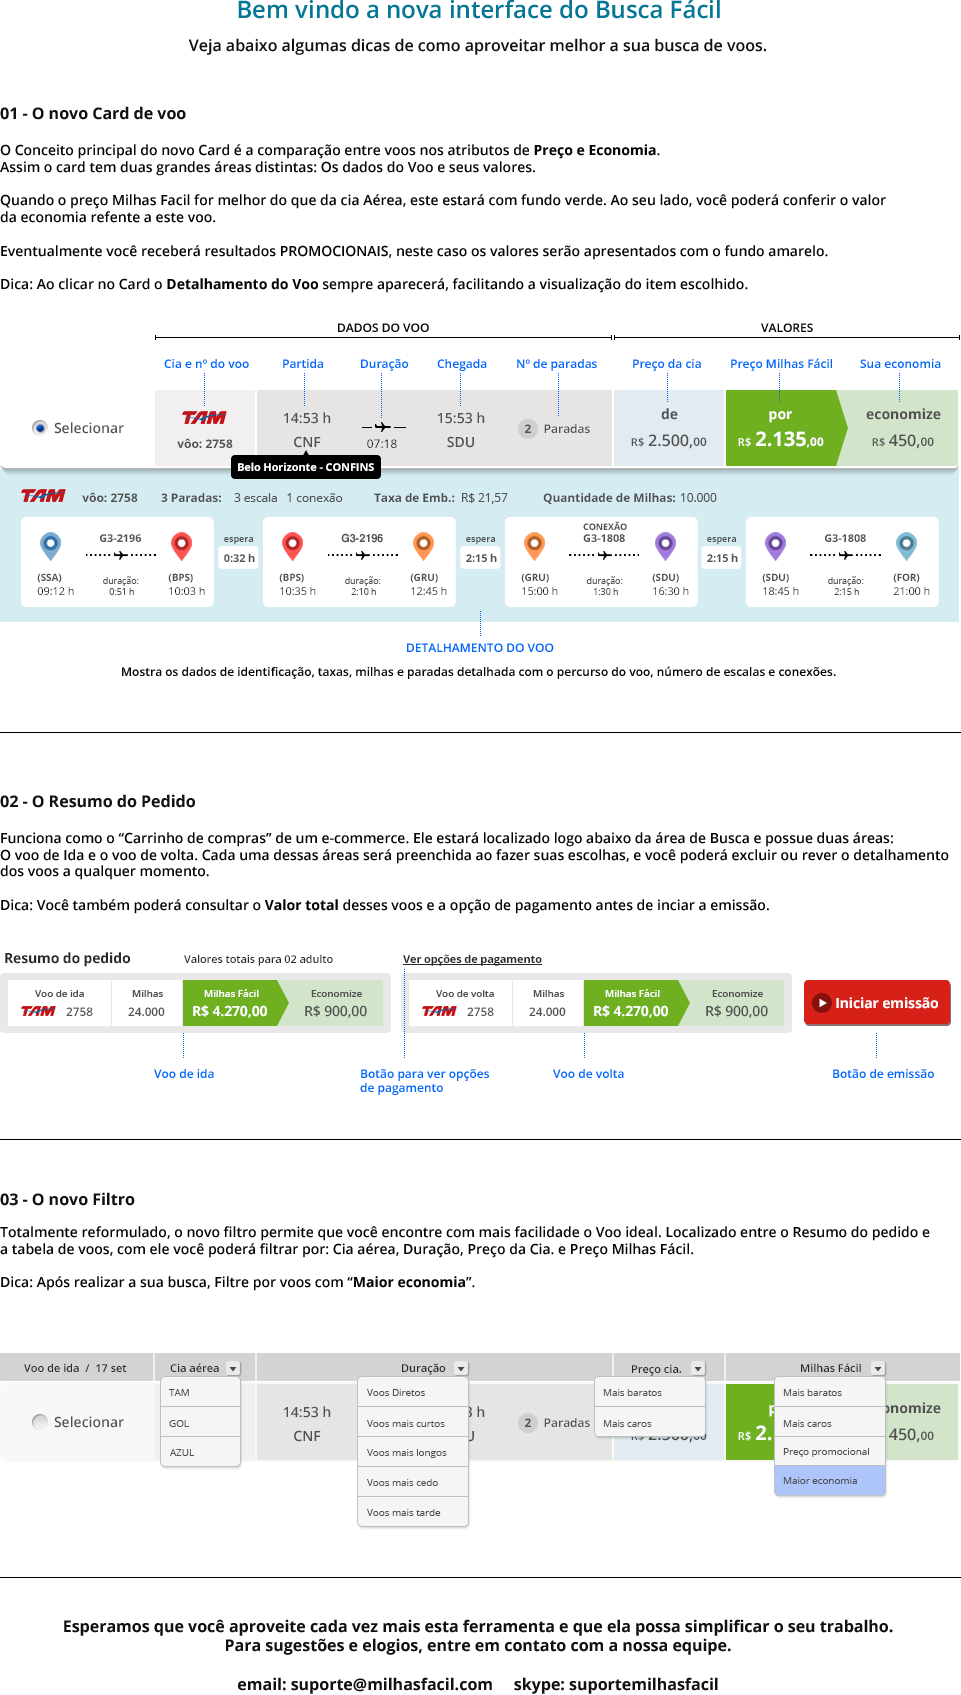 Bem vindo a nova interface do Busca Fácil
Veja abaixo algumas dicas de como aproveitar melhor a sua busca de voos.
01 - O novo Card de voo
O Conceito principal do novo Card é a comparação entre voos nos atributos de Preço e Economia.
Assim o card tem duas grandes áreas distintas: Os dados do Voo e seus valores.
Quando o preço Milhas Facil for melhor do que da cia Aérea, este estará com fundo verde. Ao seu lado, você poderá conferir o valor
da economia refente a este voo.
Eventualmente você receberá resultados PROMOCIONAIS, neste caso os valores serão apresentados com o fundo amarelo.
Dica: Ao clicar no Card o Detalhamento do Voo sempre aparecerá, facilitando a visualização do item escolhido.
DADOS DO VOO VALORES
Cia e nº do voo Partida Duração Chegada Nº de paradas Preço da cia Preço Milhas Fácil Sua economia
TAM 14:53 h 15:53 h de por economize
Selecionar 2 Paradas
vôo: 2758 CNF 07:18 SDU R$ 2.500,00 R$ 2.135,00 R$ 450,00
Belo Horizonte - CONFINS
TAM vôo: 2758 3 Paradas: 3 escala 1 conexão Taxa de Emb.: R$ 21,57 Quantidade de Milhas: 10.000
CONEXÃO
G3-2196 espera G3-2196 espera G3-1808 espera G3-1808
0:32 h 2:15 h 2:15 h
(SSA) duração: (BPS) (BPS) duração: (GRU) (GRU) duração: (SDU) (SDU) duração: (FOR)
09:12 h 0:51 h 10:03 h 10:35 h 2:10 h 12:45 h 15:00 h 1:30 h 16:30 h 18:45 h 2:15 h 21:00 h
DETALHAMENTO DO VOO
Mostra os dados de identificação, taxas, milhas e paradas detalhada com o percurso do voo, número de escalas e conexões.
02 - O Resumo do Pedido
Funciona como o “Carrinho de compras” de um e-commerce. Ele estará localizado logo abaixo da área de Busca e possue duas áreas:
O voo de Ida e o voo de volta. Cada uma dessas áreas será preenchida ao fazer suas escolhas, e você poderá excluir ou rever o detalhamento
dos voos a qualquer momento.
Dica: Você também poderá consultar o Valor total desses voos e a opção de pagamento antes de inciar a emissão.
Resumo do pedido Valores totais para 02 adulto Ver opções de pagamento
Voo de ida Milhas Milhas Fácil Economize Voo de volta Milhas Milhas Fácil Economize
TAM 2758 24.000 R$ 4.270,00 R$ 900,00 TAM 2758 24.000 R$ 4.270,00 R$ 900,00
Iniciar emissão
Voo de ida Botão para ver opções Voo de volta Botão de emissão
de pagamento
03 - O novo Filtro
Totalmente reformulado, o novo filtro permite que você encontre com mais facilidade o Voo ideal. Localizado entre o Resumo do pedido e
a tabela de voos, com ele você poderá filtrar por: Cia aérea, Duração, Preço da Cia. e Preço Milhas Fácil.
Dica: Após realizar a sua busca, Filtre por voos com “Maior economia”.
Voo de ida / 17 set Cia aérea Duração Preço cia. Milhas Fácil
TAM Voos Diretos Mais baratos Mais baratos
14:53 h 3 h nomize
Selecionar GOL Voos mais curtos 2 Paradas Mais caros Mais caros
CNF R$ 2. 450,00
AZUL Voos mais longos Preço promocional
Voos mais cedo Maior economia
Voos mais tarde
Esperamos que você aproveite cada vez mais esta ferramenta e que ela possa simplificar o seu trabalho.
Para sugestões e elogios, entre em contato com a nossa equipe.
email: suporte@milhasfacil.com skype: suportemilhasfacil